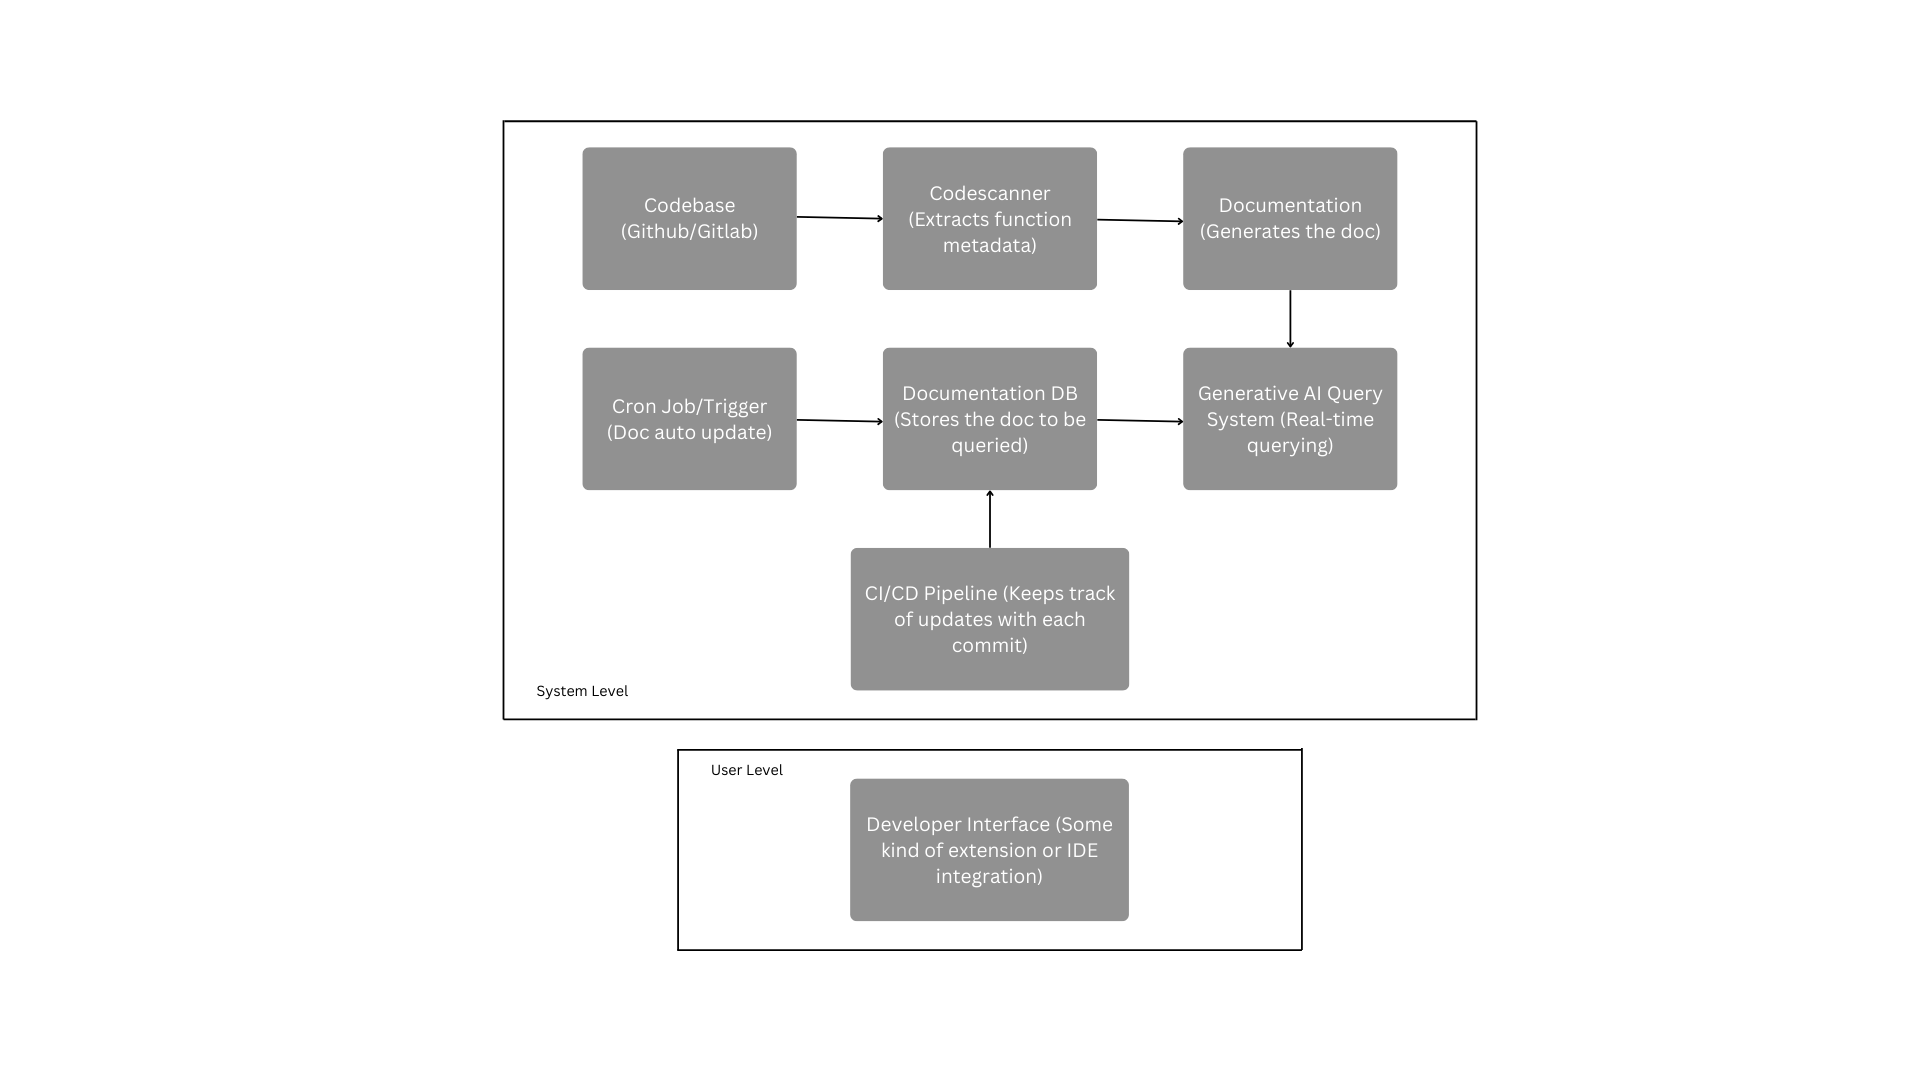 Codebase
(Github/Gitlab)
Codescanner
(Extracts function
metadata)
Documentation
(Generates the doc)
Cron Job/Trigger
(Doc auto update)
Documentation DB
(Stores the doc to be
queried)
Generative AI Query
System (Real-time
querying)
CI/CD Pipeline (Keeps track
of updates with each
commit)
System Level
User Level
Developer Interface (Some
kind of extension or IDE
integration)